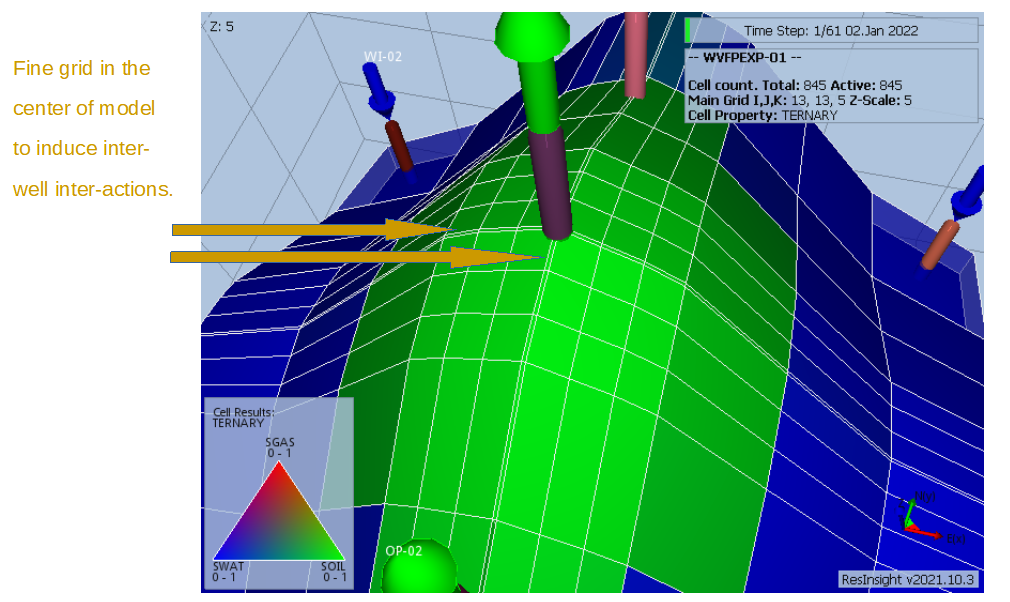 Z: 5
Time Step: 1/61 02.Jan 2022
-- WVFPEXP-01 --
Cell count. Total: 845 Active: 845
Main Grid I,J,K: 13, 13, 5 Z-Scale: 5
Cell Property: TERNARY
WI-02
Fine grid in the
center of model
to induce inter-
well inter-actions.
Cell Results:
TERNARY
SGAS
0 - 1
SWAT
0 - 1
SOIL
0 - 1
OP-02
N(y)
E(x)
ResInsight v2021.10.3